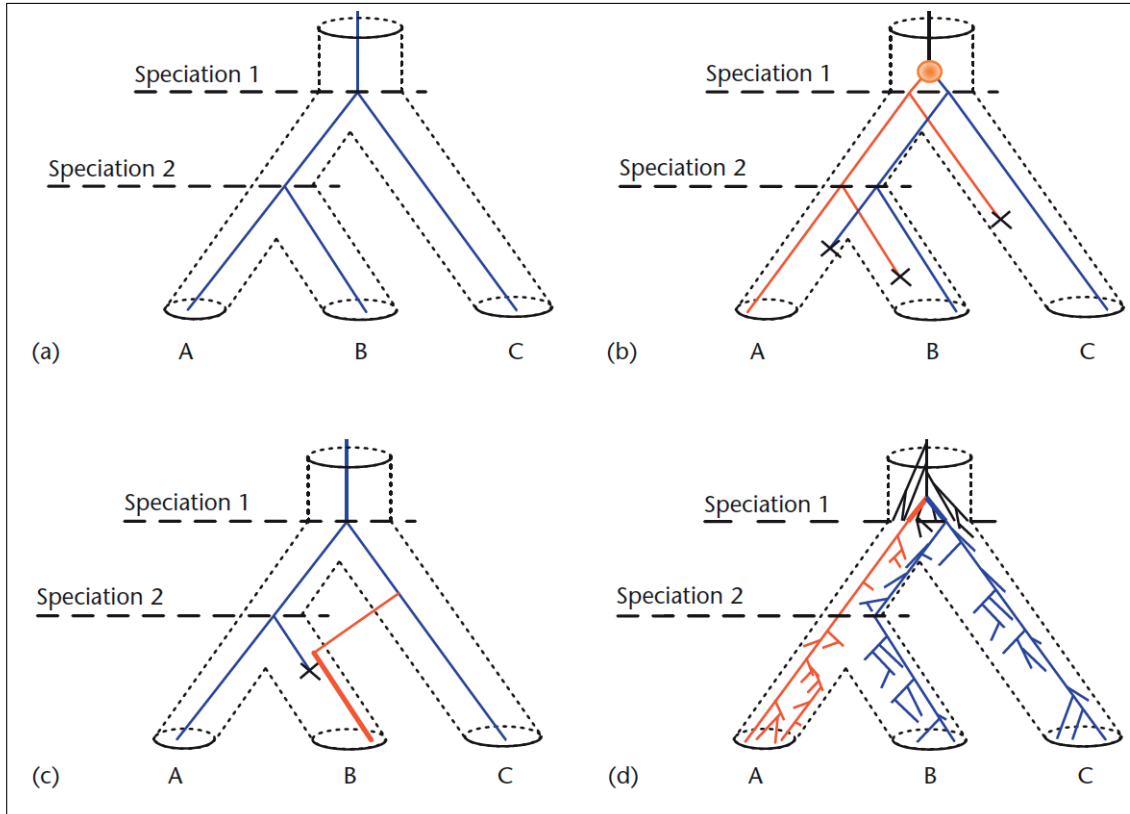 Speciation 1
Speciation 2
(a) A B C
Speciation 1
Speciation 2
(b) A B C
Speciation 1
Speciation 2
(c) A B C
Speciation 1
Speciation 2
(d) A B C